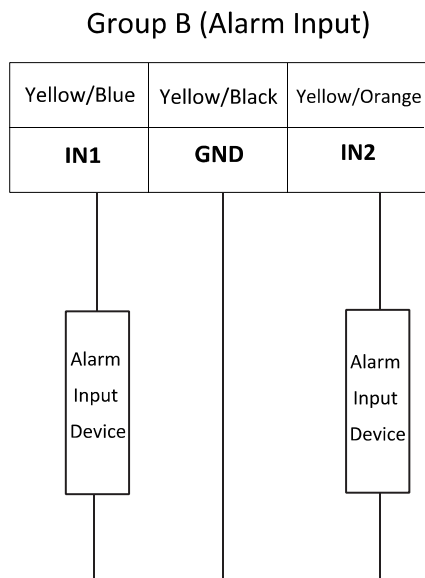 Group B (Alarm Input)
Yellow/Blue Yellow/Black Yellow/Orange
IN1 GND IN2
Alarm
Input
Device
Alarm
Input
Device